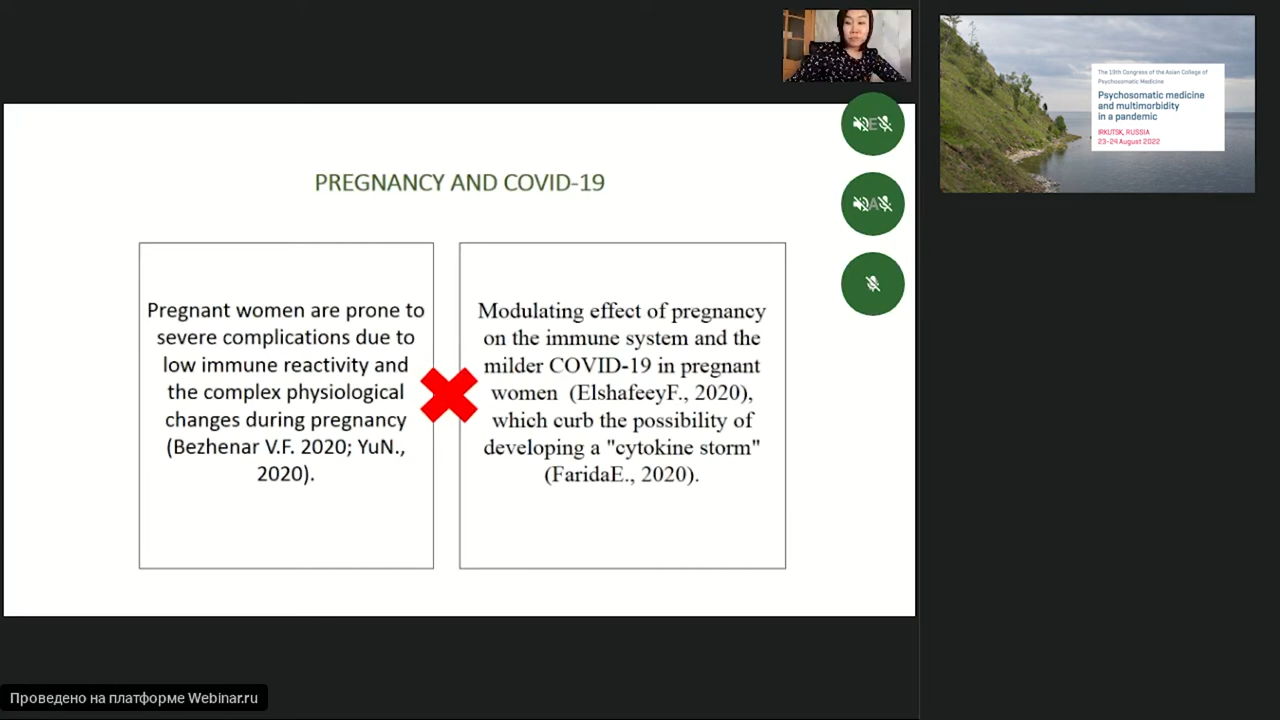 PREGNANCY AND COVID-19
Pregnant women are prone to
severe complications due to
low immune reactivity and
the complex physiological
changes during pregnancy
(Bezhenar V.F. 2020; YuN.,
2020).
Modulating effect of pregnancy
on the immune system and the
milder COVID-19 in pregnant
women (ElshafeeyF., 2020),
which curb the possibility of
developing a "cytokine storm"
(FaridaE., 2020).
E
A
The 19th Congress of the Asian College of
Psychosomatic Medicine
Psychosomatic medicine
and multimorbidity
in a pandemic
IRKUTSK, RUSSIA
23-24 August 2022
Проведено на платформе Webinar.ru